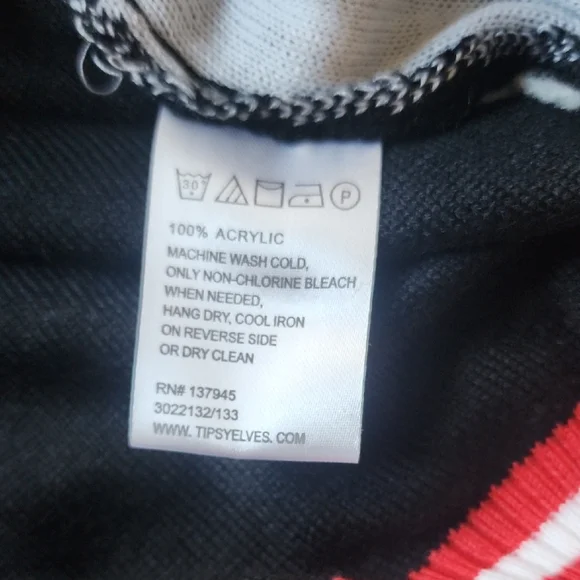 30° P
100% ACRYLIC
MACHINE WASH COLD,
ONLY NON-CHLORINE BLEACH
WHEN NEEDED,
HANG DRY, COOL IRON
ON REVERSE SIDE
OR DRY CLEAN
RN# 137945
3022132/133
WWW. TIPSYELVES. COM